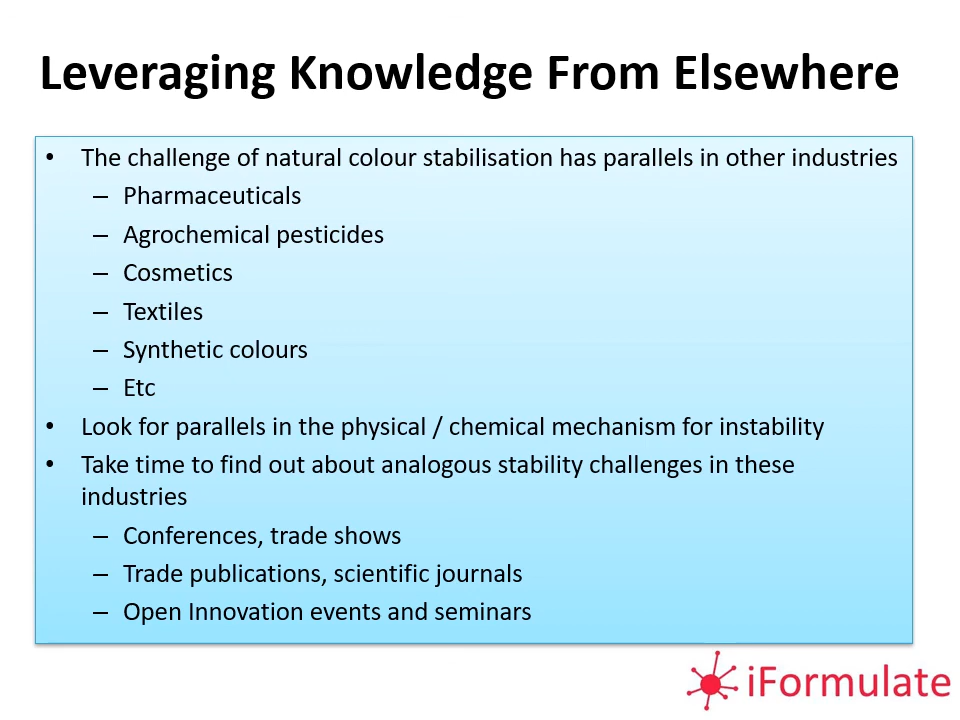 Leveraging Knowledge From Elsewhere
• The challenge of natural colour stabilisation has parallels in other industries
– Pharmaceuticals
– Agrochemical pesticides
– Cosmetics
– Textiles
– Synthetic colours
– Etc
• Look for parallels in the physical / chemical mechanism for instability
• Take time to find out about analogous stability challenges in these
industries
– Conferences, trade shows
– Trade publications, scientific journals
– Open Innovation events and seminars
iFormulate